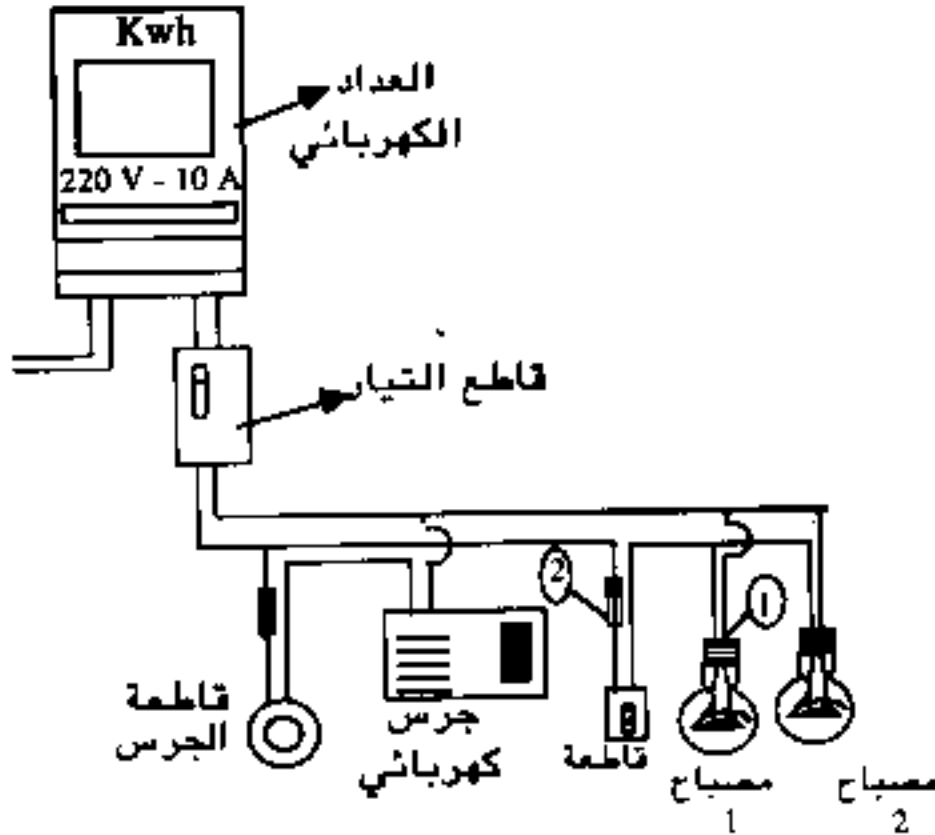 Kwh
العداد
الكهربائي
220 V - 10 A
قاطع التيار
2
1
قاطعة
الجرس
جرس
كهربائي
قاطعة
مصباح
1
مصباح
2